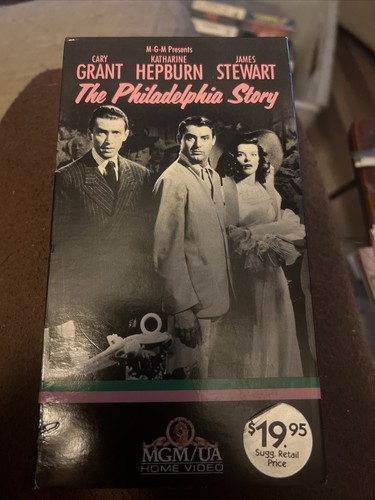 M-G-M Presents
CARY KATHARINE JAMES
GRANT HEPBURN STEWART
The Philadelphia Story
MGM/UA
HOME VIDEO
$19.95
Sugg. Retail
Price